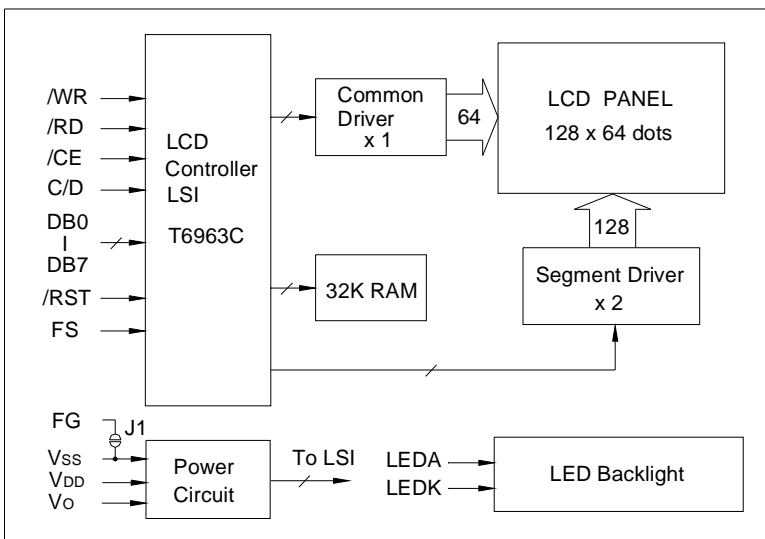 /WR
/RD
/CE
C/D
DB0
DB7
/RST
FS
LCD
Controller
LSI
T6963C
Common
Driver
x 1
64
LCD PANEL
128 x 64 dots
128
32K RAM
Segment Driver
x 2
FG
J1
VSS
VDD
VO
Power
Circuit
To LSI
LEDA
LEDK
LED Backlight